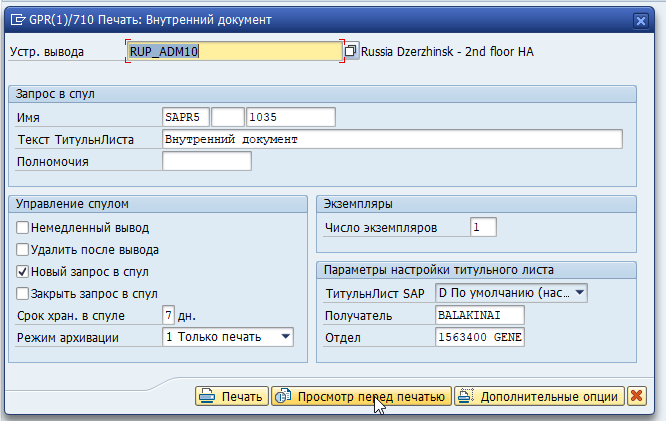 GPR(1)/710 Печать: Внутренний документ
Устр. вывода RUP_ADM10 Russia Dzerzhinsk - 2nd floor HA
Запрос в спул
Имя SAPR5 1035
Текст ТитульнЛиста Внутренний документ
Полномочия
Управление спулом
Немедленный вывод
Удалить после вывода
Новый запрос в спул
Закрыть запрос в спул
Срок хран. в спуле 7 дн.
Режим архивации 1 Только печать
Экземпляры
Число экземпляров 1
Параметры настройки титульного листа
ТитульнЛист SAP D По умолчанию (нас...
Получатель BALAKINAI
Отдел 1563400 GENE
Печать Просмотр перед печатью Дополнительные опции